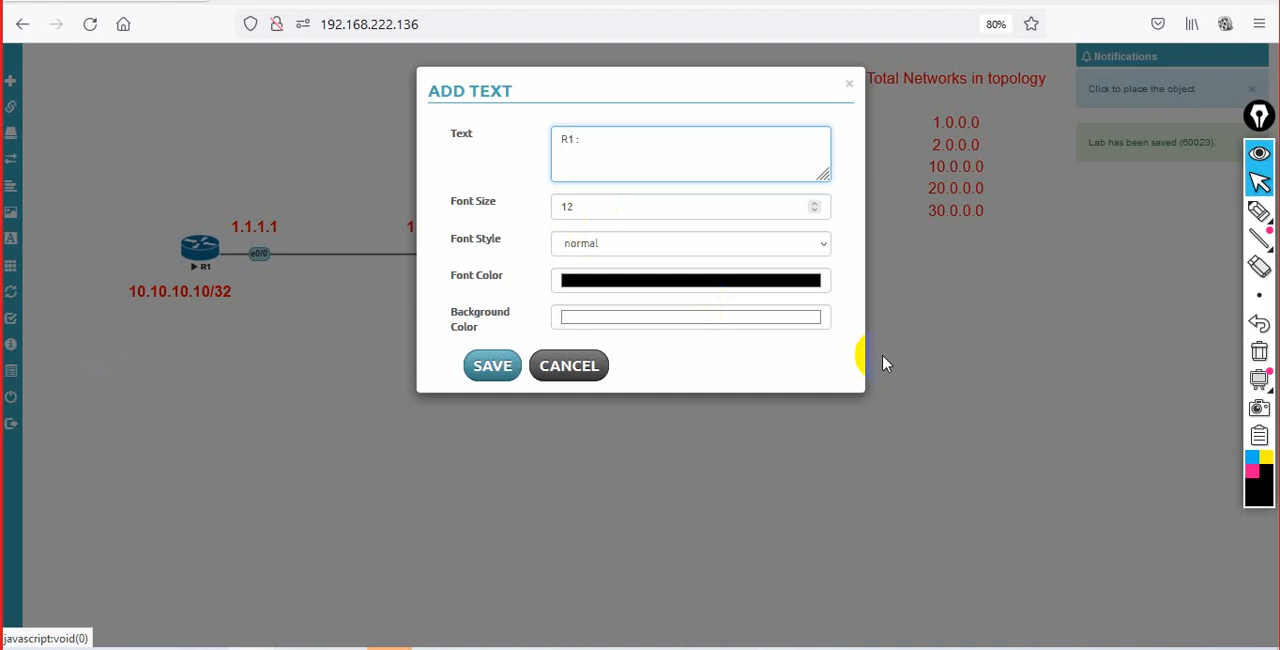 192.168.222.136
80%
ADD TEXT
×
Total Networks in topology
Notifications
Click to place the object
×
Text
R1:
1.0.0.0
2.0.0.0
10.0.0.0
20.0.0.0
30.0.0.0
Lab has been saved (60023).
Font Size
12
1.1.1.1
1
Font Style
normal
e0/0
R1
Font Color
10.10.10.10/32
Background
Color
SAVE
CANCEL
javascript:void(0)